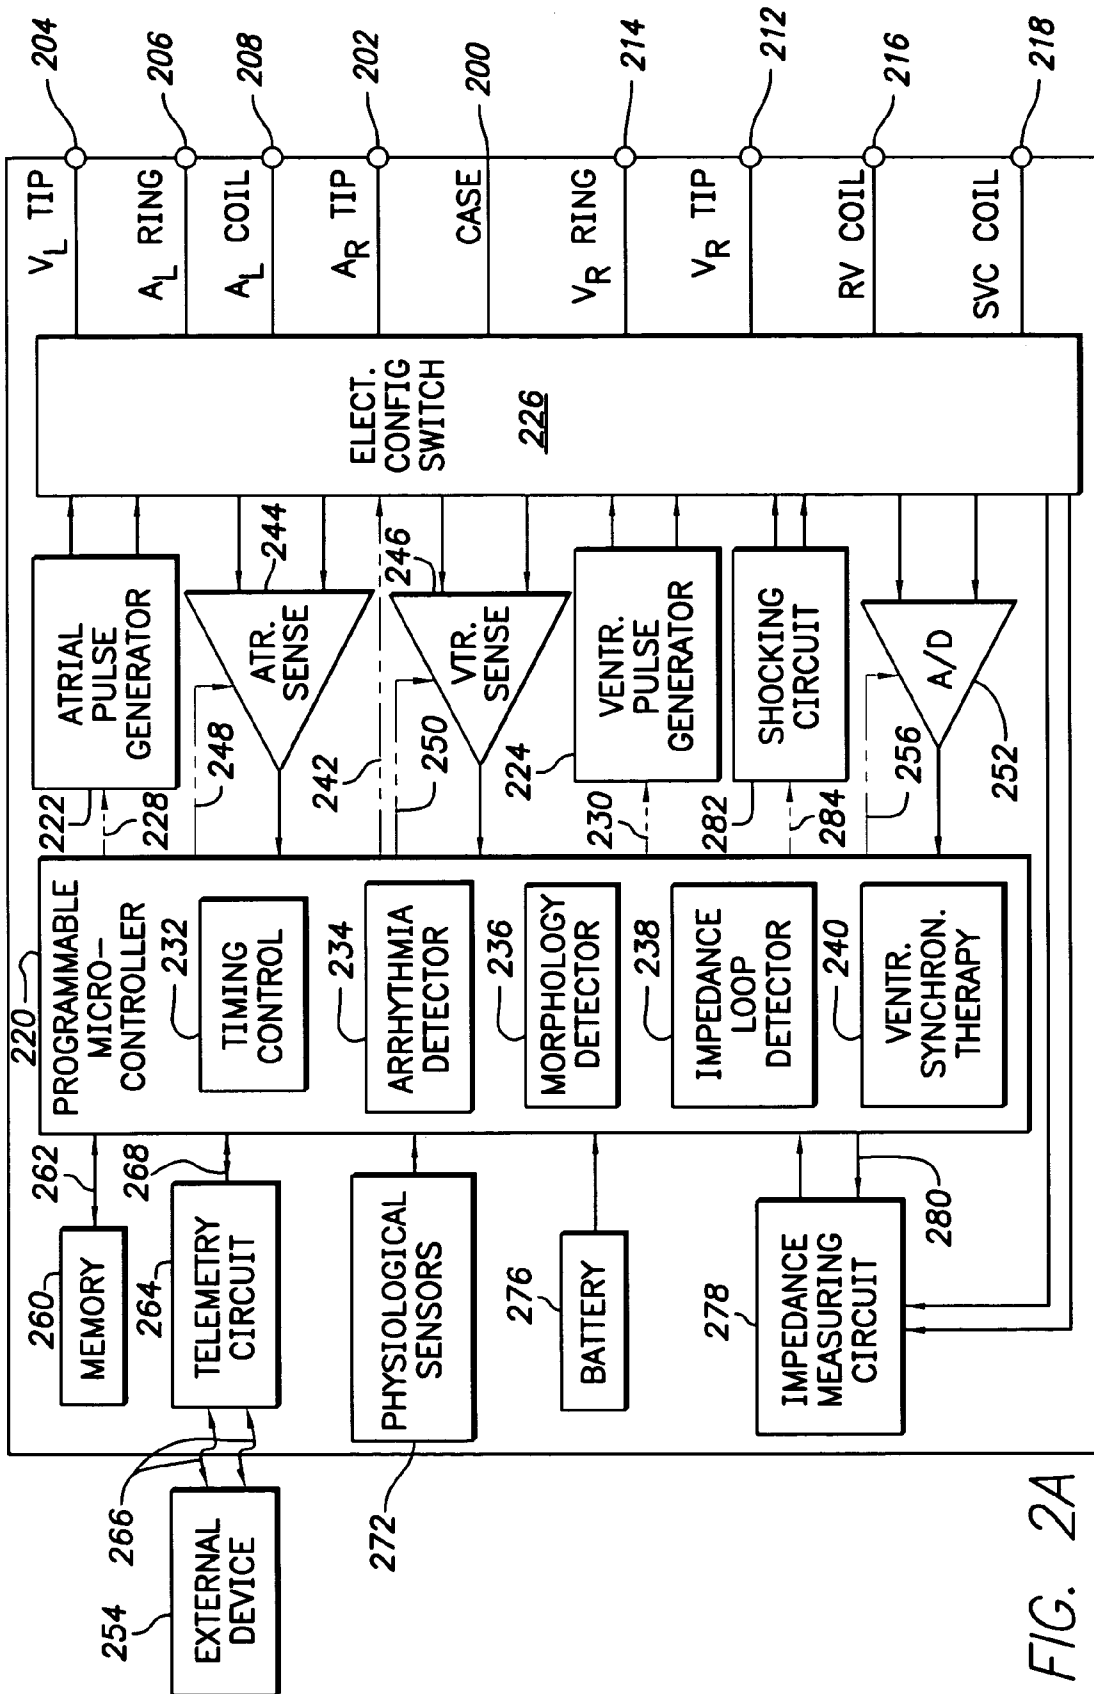 204
206
208
202
200
214
212
216
218
VL TIP
AL RING
AL COIL
AR TIP
CASE
VR RING
VR TIP
RV COIL
SVC COIL
ELECT.
CONFIG
SWITCH
226
ATRIAL
PULSE
GENERATOR
222
228
244
ATR.
SENSE
248
242
246
VTR.
SENSE
250
VENTR.
PULSE
GENERATOR
224
230
SHOCKING
CIRCUIT
282
284
A/D
256
252
220
PROGRAMMABLE
MICRO-
CONTROLLER
232
TIMING
CONTROL
234
ARRHYTHMIA
DETECTOR
236
MORPHOLOGY
DETECTOR
238
IMPEDANCE
LOOP
DETECTOR
240
VENTR.
SYNCHRON.
THERAPY
262
268
260
MEMORY
264
TELEMETRY
CIRCUIT
PHYSIOLOGICAL
SENSORS
272
276
BATTERY
278
IMPEDANCE
MEASURING
CIRCUIT
280
266
254
EXTERNAL
DEVICE
FIG. 2A